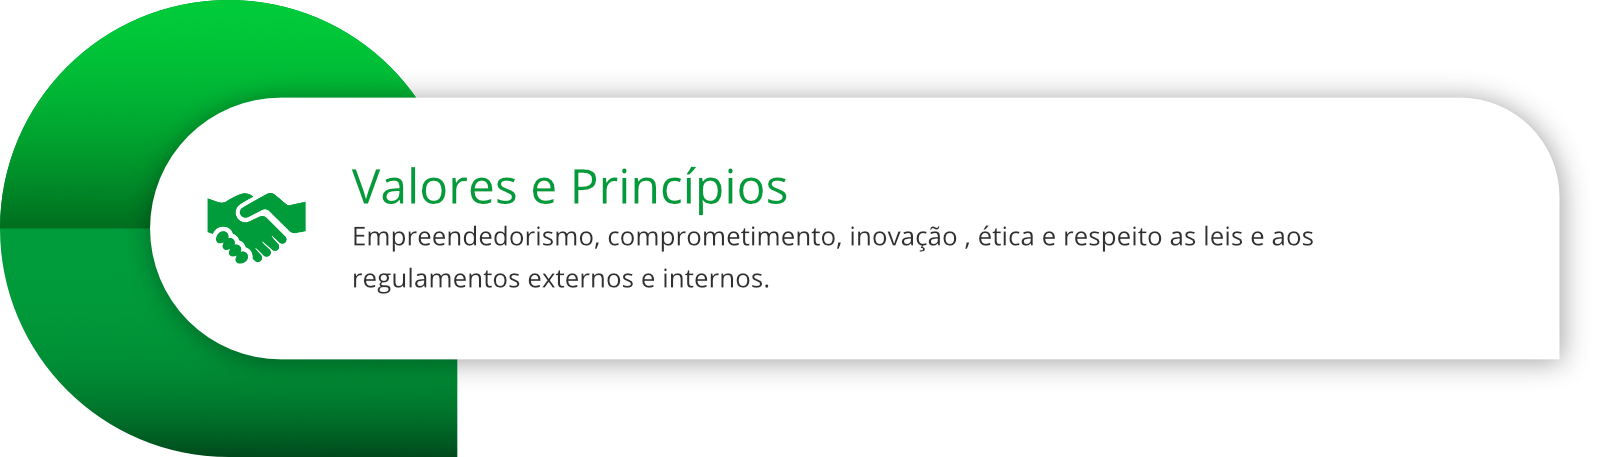 Valores e Princípios
Empreendedorismo, comprometimento, inovação , ética e respeito as leis e aos
regulamentos externos e internos.